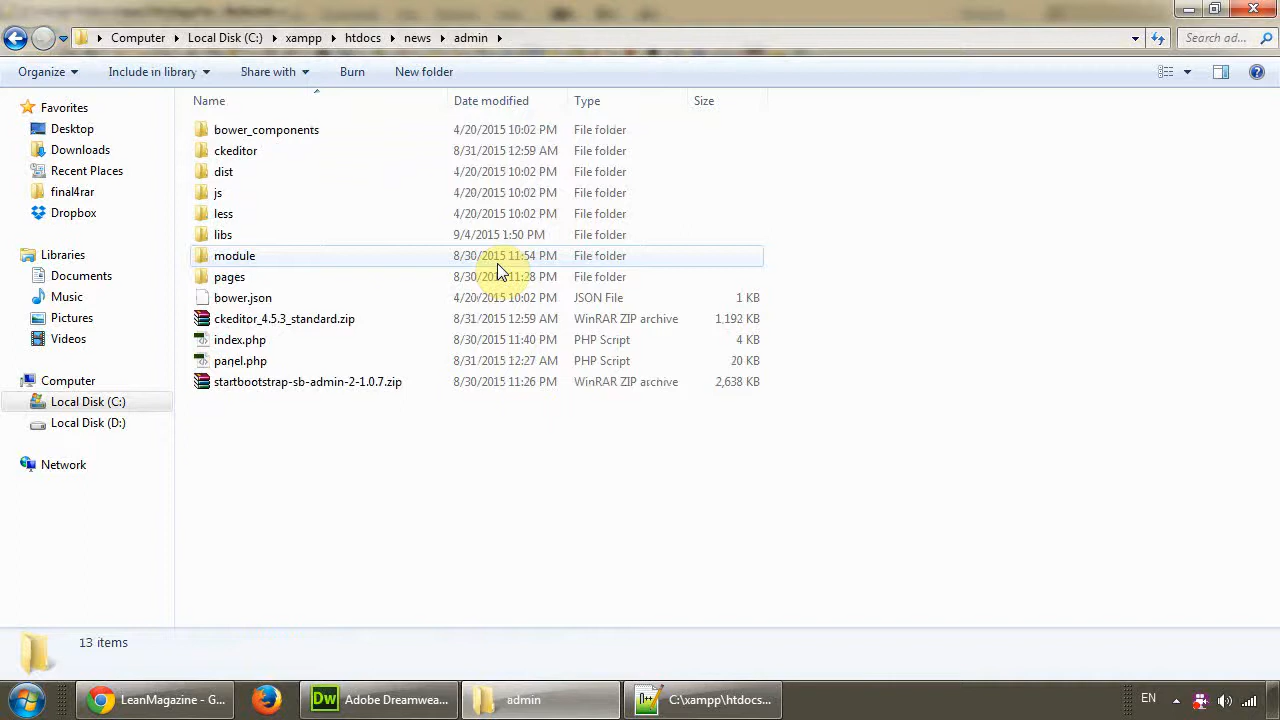 Computer Local Disk (C:) xampp htdocs news admin Search ad...
Organize Include in library Share with Burn New folder
Name Date modified Type Size
Favorites
Desktop
Downloads
Recent Places
final4rar
Dropbox
Libraries
Documents
Music
Pictures
Videos
Computer
Local Disk (C:)
Local Disk (D:)
Network
bower_components 4/20/2015 10:02 PM File folder
ckeditor 8/31/2015 12:59 AM File folder
dist 4/20/2015 10:02 PM File folder
js 4/20/2015 10:02 PM File folder
less 4/20/2015 10:02 PM File folder
libs 9/4/2015 1:50 PM File folder
module 8/30/2015 11:54 PM File folder
pages 8/30/2015 11:28 PM File folder
bower.json 4/20/2015 10:02 PM JSON File 1 KB
ckeditor_4.5.3_standard.zip 8/31/2015 12:59 AM WinRAR ZIP archive 1,192 KB
index.php 8/30/2015 11:40 PM PHP Script 4 KB
panel.php 8/31/2015 12:27 AM PHP Script 20 KB
startbootstrap-sb-admin-2-1.0.7.zip 8/30/2015 11:26 PM WinRAR ZIP archive 2,638 KB
13 items
LeanMagazine - G... Dw Adobe Dreamwea... admin C:\xampp\htdocs... EN